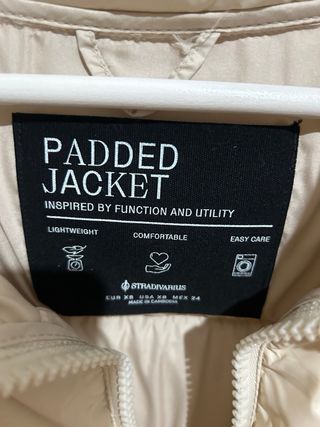 PADDED
JACKET
INSPIRED BY FUNCTION AND UTILITY
LIGHTWEIGHT COMFORTABLE EASY CARE
STRADIVARIUS
EUR XS USA XS MEX 24
MADE IN CAMBODIA